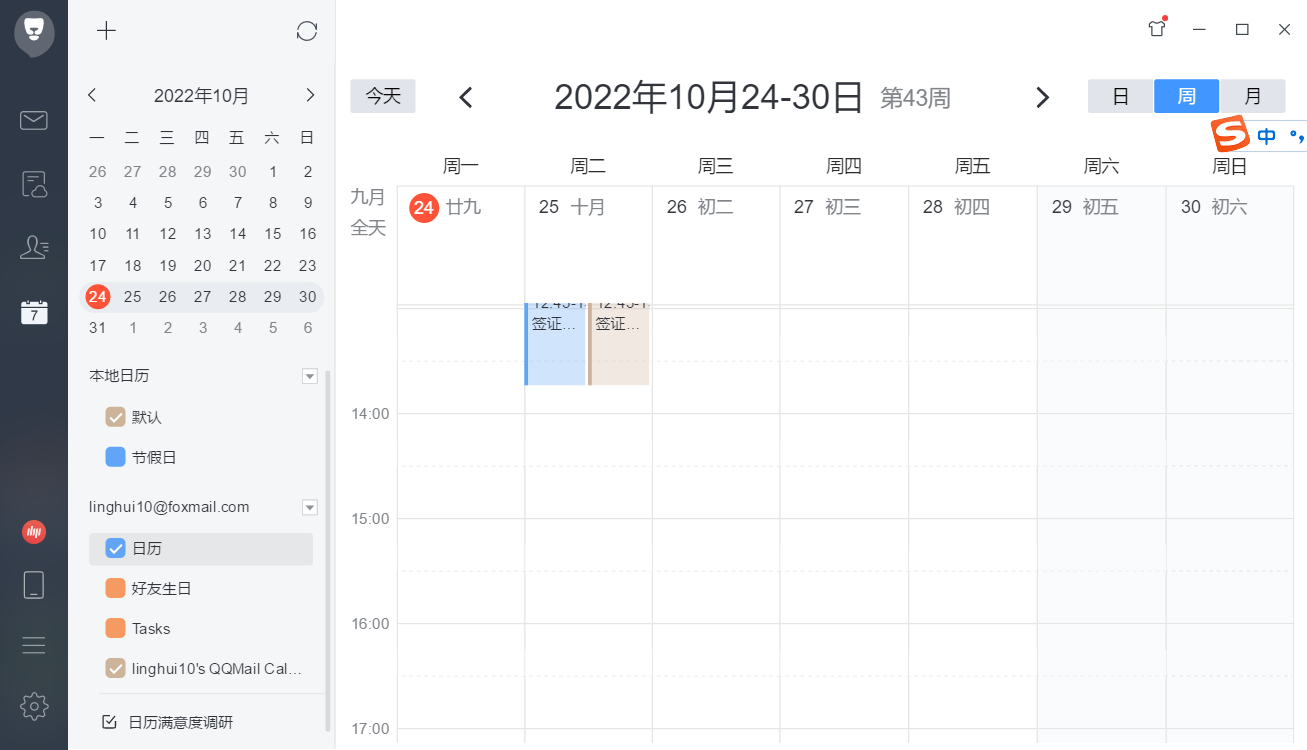 2022年10月
一 二 三 四 五 六 日
26 27 28 29 30 1 2
3 4 5 6 7 8 9
10 11 12 13 14 15 16
17 18 19 20 21 22 23
24 25 26 27 28 29 30
31 1 2 3 4 5 6
7
本地日历
默认
节假日
linghui10@foxmail.com
日历
好友生日
Tasks
linghui10's QQMail Cal...
日历满意度调研
今天
2022年10月24-30日 第43周
日 周 月
中
周一 周二 周三 周四 周五 周六 周日
九月
全天
24 廿九 25 十月 26 初二 27 初三 28 初四 29 初五 30 初六
签证... 签证...
14:00
15:00
16:00
17:00